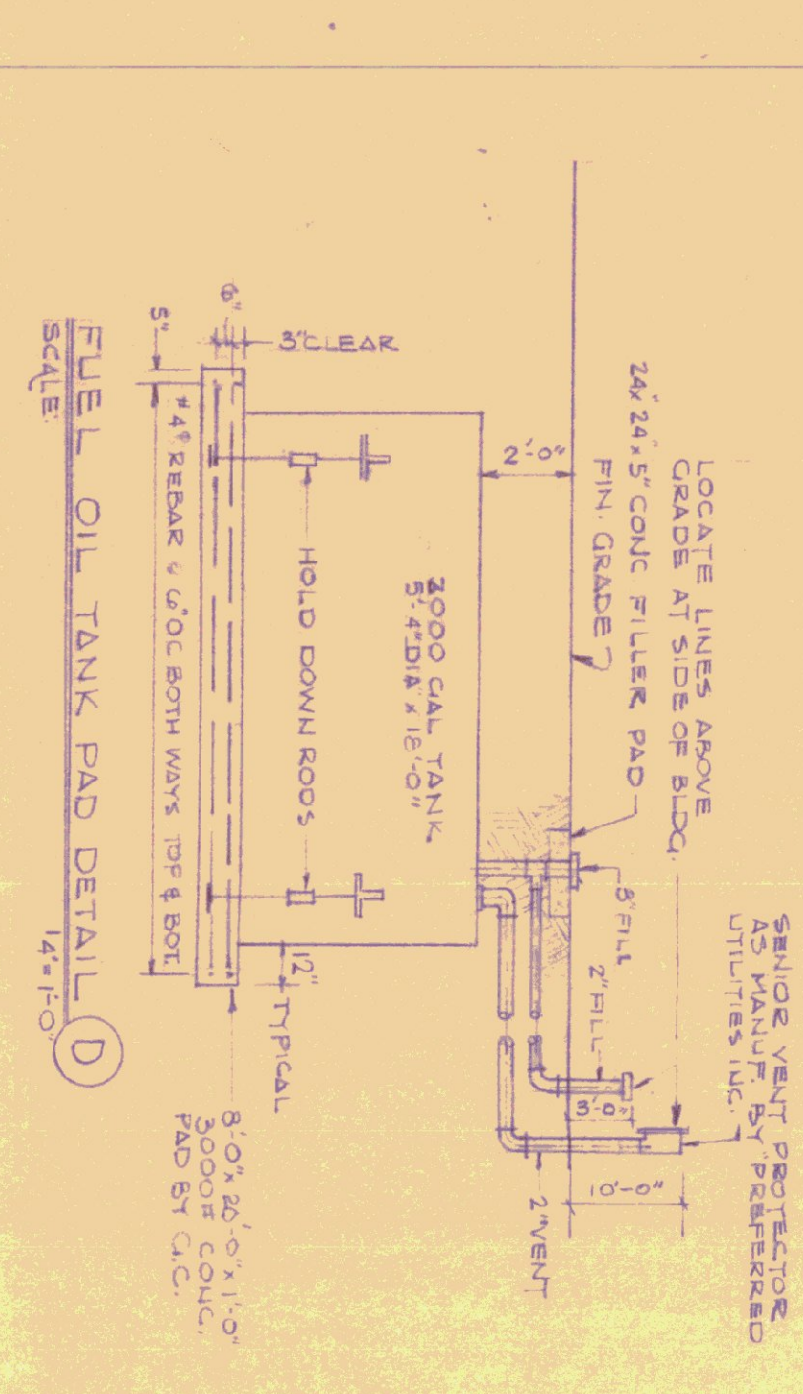 SENIOR VENT PROTECTOR
AS MANUF. BY "PREFERRED
UTILITIES INC."
LOCATE LINES ABOVE
GRADE AT SIDE OF BLDG.
24 x 24 x 5" CONC FILLER PAD
FIN. GRADE
2'-0"
2" FILL
3'-0"
10'-0"
2" VENT
3000 GAL TANK
5'-4" DIA x 18'-0"
HOLD DOWN RODS
3" CLEAR
6"
5"
12"
TYPICAL
#4 REBAR @ 6" OC BOTH WAYS TOP & BOT.
8'-0" x 20'-0" x 1'-0"
3000# CONC.
PAD BY G.C.
FUEL OIL TANK PAD DETAIL D
SCALE 1/4" = 1'-0"